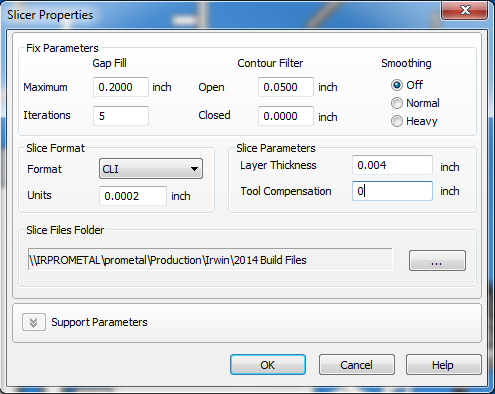 Slicer Properties
Fix Parameters
Gap Fill Contour Filter Smoothing
Maximum 0.2000 inch Open 0.0500 inch Off
Normal
Iterations 5 Closed 0.0000 inch
Heavy
Slice Format Slice Parameters
Format CLI Layer Thickness 0.004 inch
Units 0.0002 inch Tool Compensation 0 inch
Slice Files Folder
\\IRPROMETAL\prometal\Production\Irwin\2014 Build Files ...
Support Parameters
OK Cancel Help